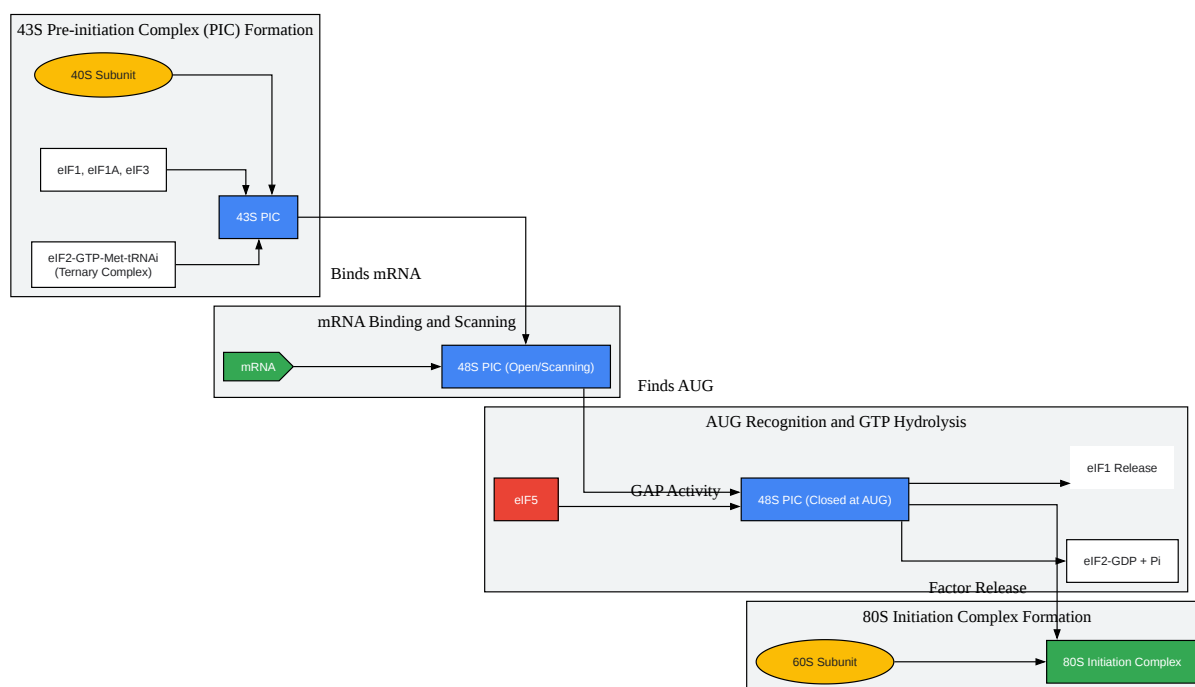 43S Pre-initiation Complex (PIC) Formation
40S Subunit
eIF1, eIF1A, eIF3
43S PIC
eIF2-GTP-Met-tRNAi
(Ternary Complex)
Binds mRNA
mRNA Binding and Scanning
mRNA
48S PIC (Open/Scanning)
Finds AUG
AUG Recognition and GTP Hydrolysis
eIF1 Release
eIF5
GAP Activity
48S PIC (Closed at AUG)
eIF2-GDP + Pi
Factor Release
80S Initiation Complex Formation
60S Subunit
80S Initiation Complex